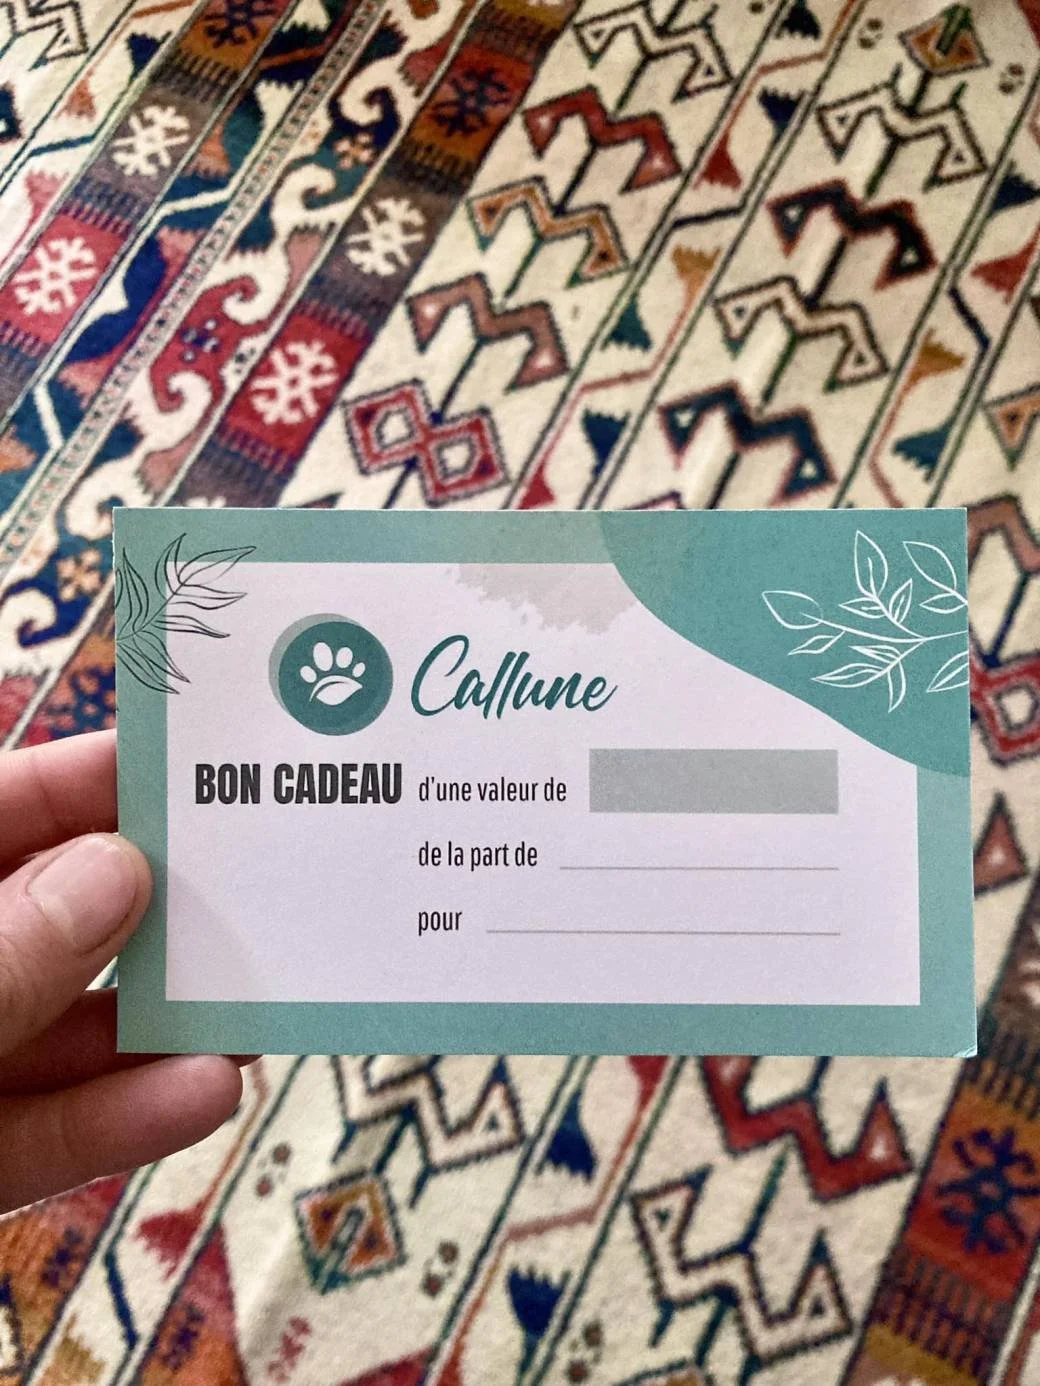 Callune
BON CADEAU d'une valeur de
de la part de
pour